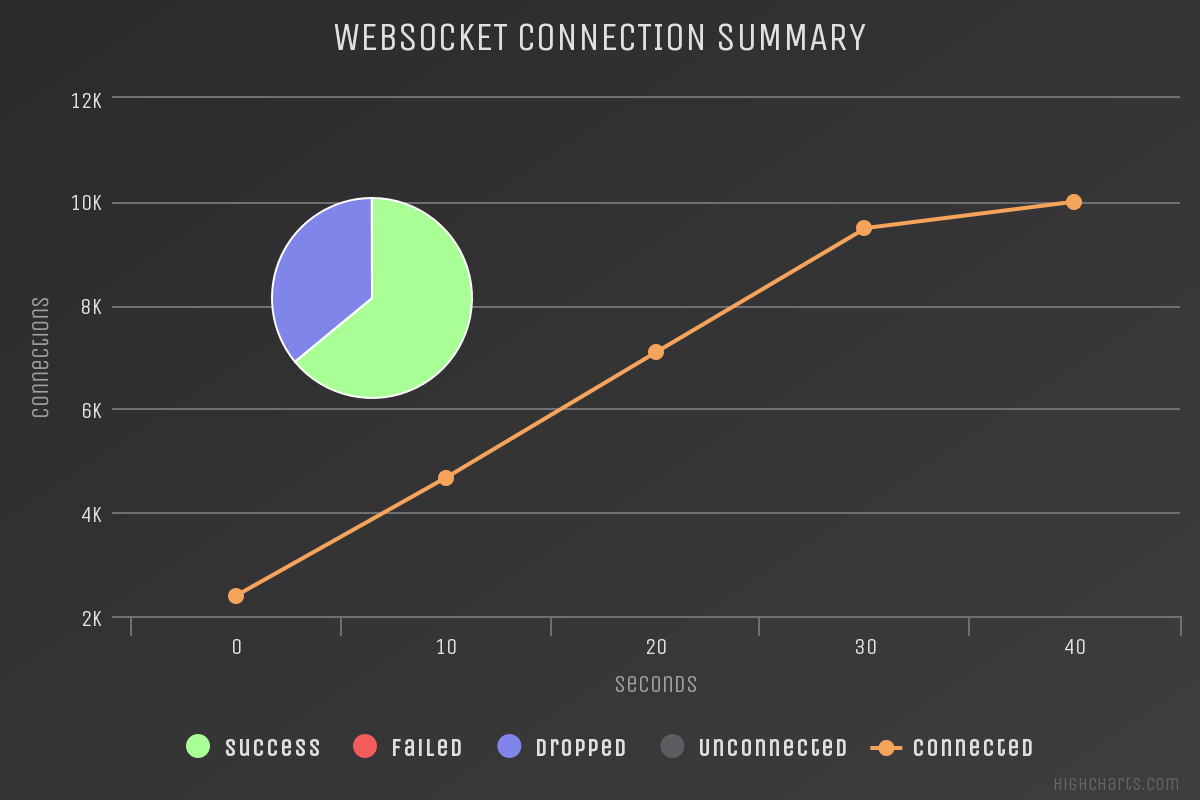 WEBSOCKET CONNECTION SUMMARY
12K
10K
8K
6K
4K
2K
connections
0 10 20 30 40
seconds
success failed dropped unconnected connected
Highcharts.com